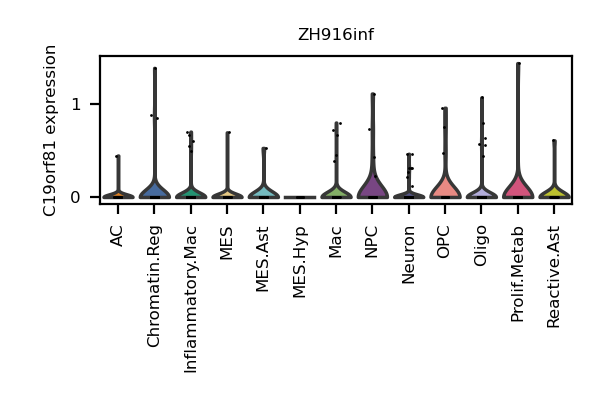 ZH916inf
C19orf81 expression
1
0
AC
Chromatin.Reg
Inflammatory.Mac
MES
MES.Ast
MES.Hyp
Mac
NPC
Neuron
OPC
Oligo
Prolif.Metab
Reactive.Ast